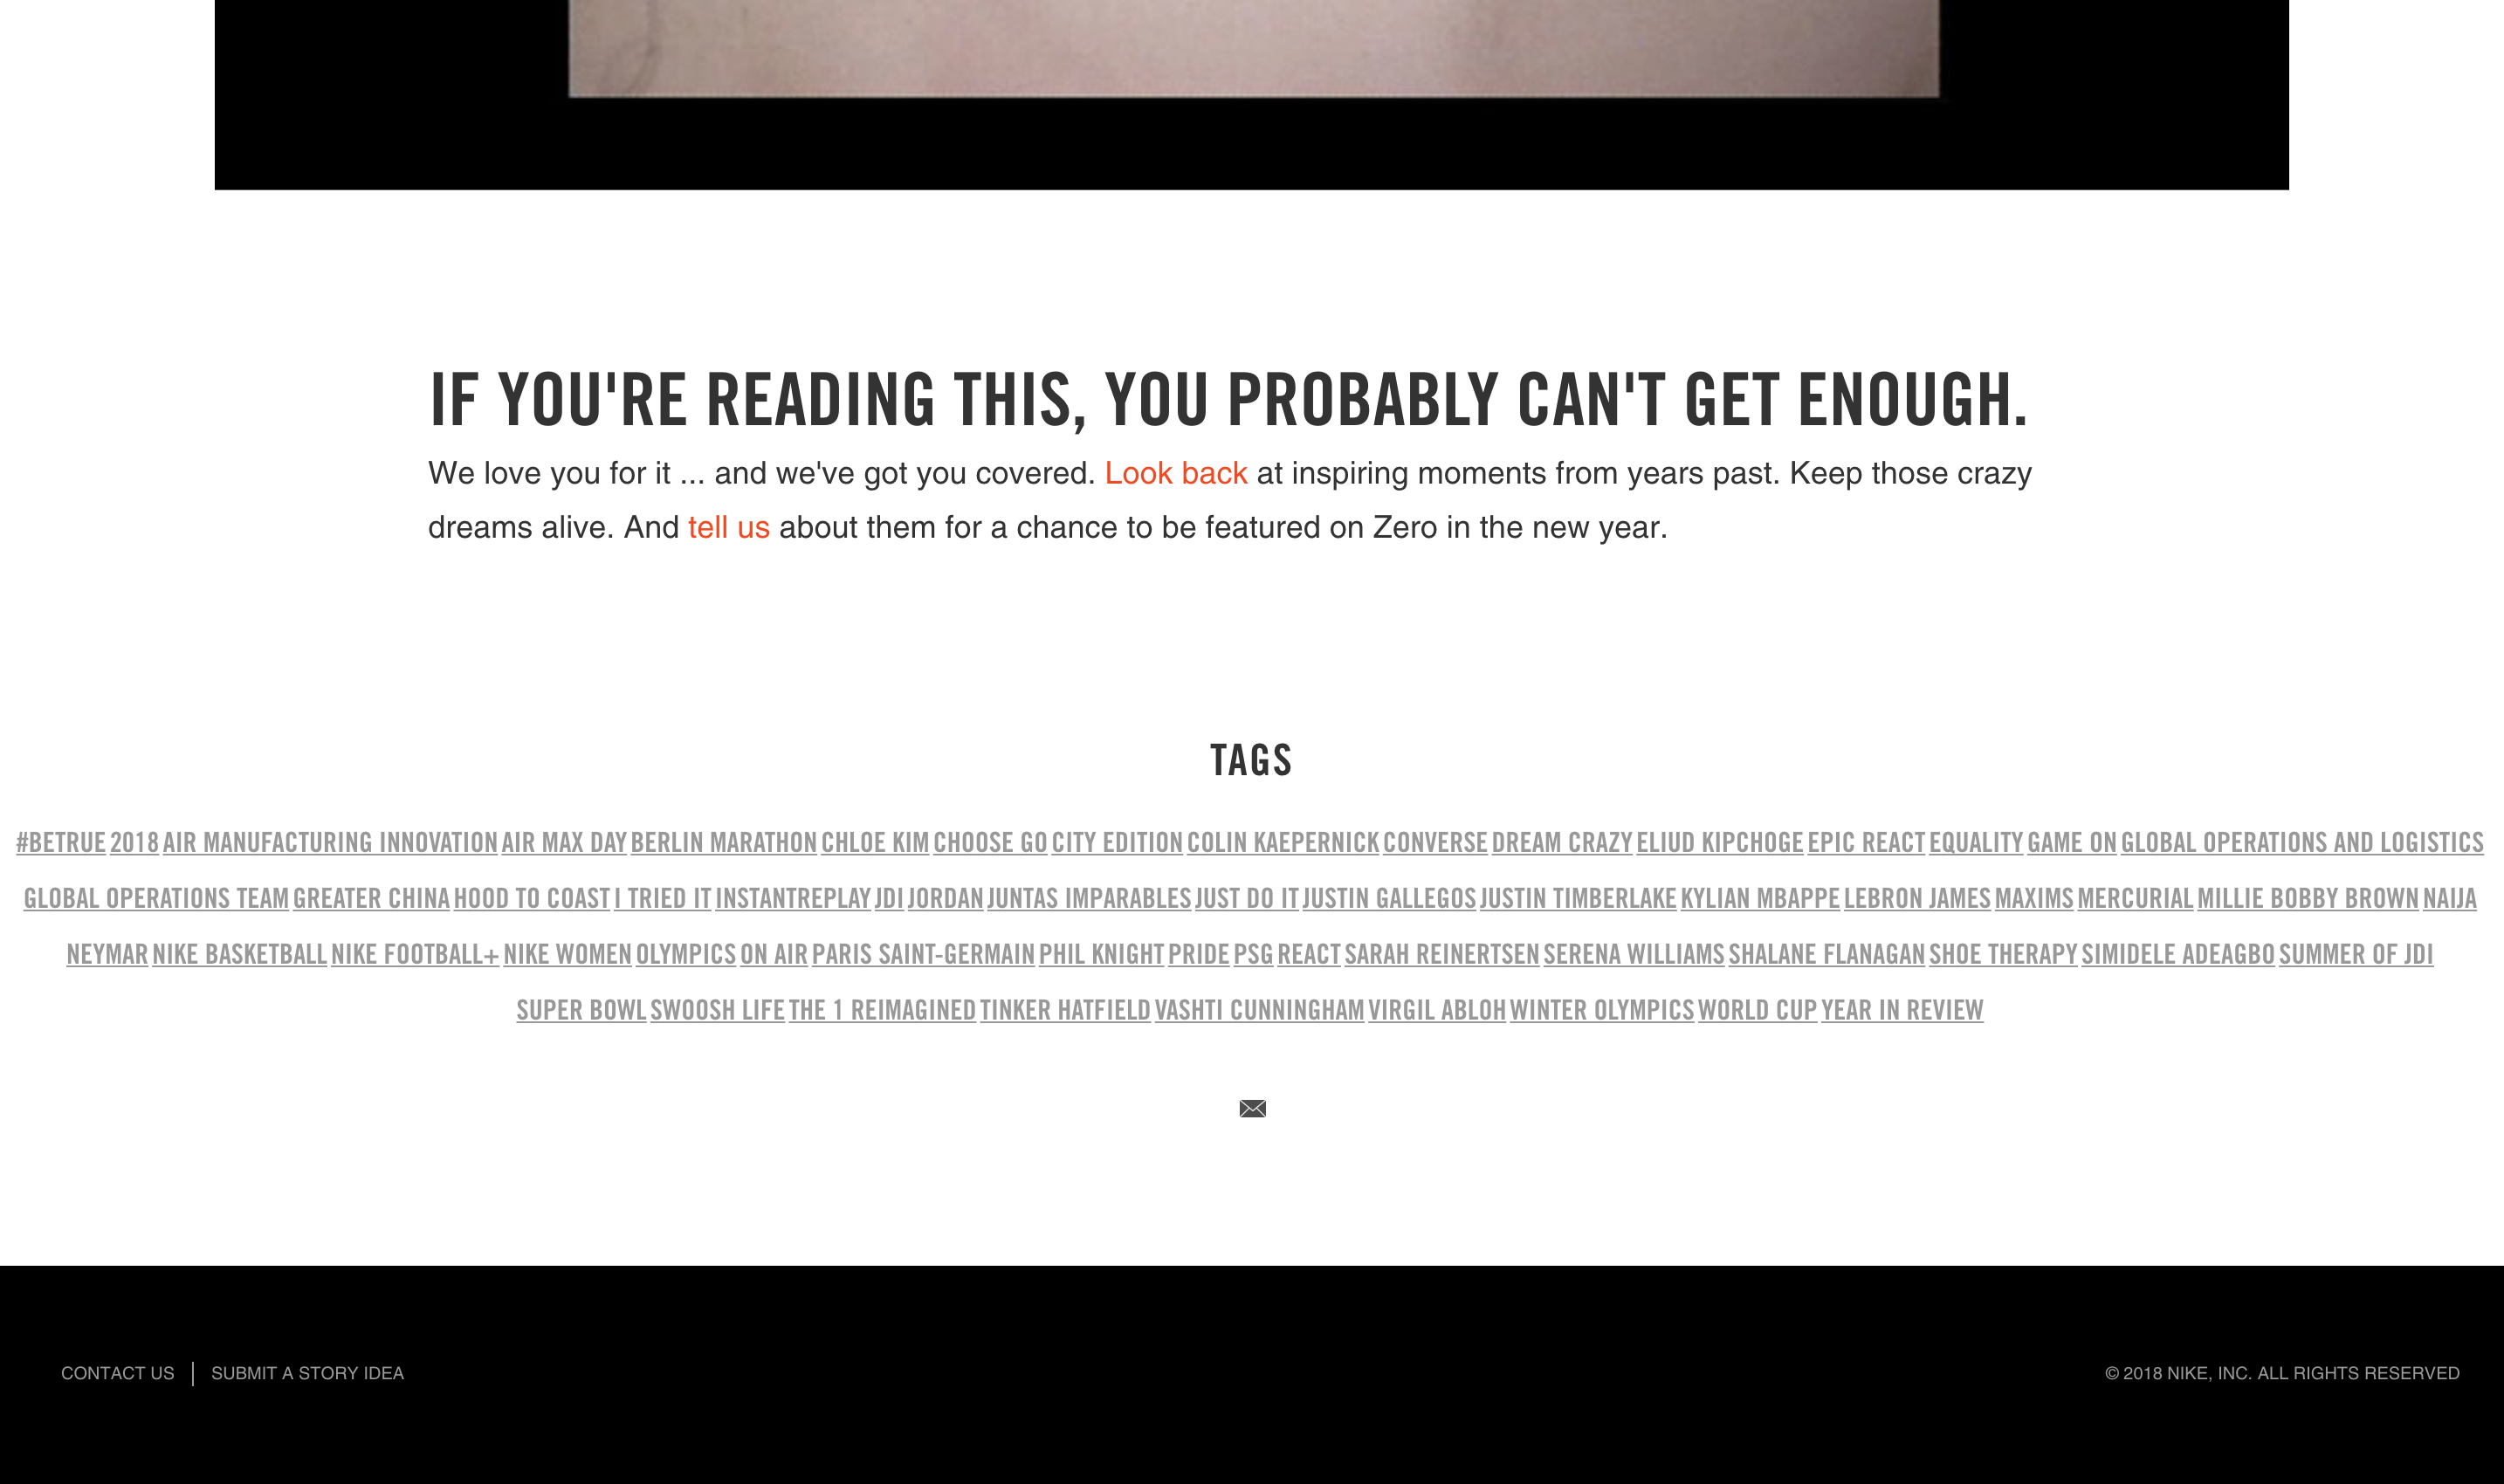 IF YOU'RE READING THIS, YOU PROBABLY CAN'T GET ENOUGH.
We love you for it ... and we've got you covered. Look back at inspiring moments from years past. Keep those crazy
dreams alive. And tell us about them for a chance to be featured on Zero in the new year.
TAGS
#BETRUE 2018 AIR MANUFACTURING INNOVATION AIR MAX DAY BERLIN MARATHON CHLOE KIM CHOOSE GO CITY EDITION COLIN KAEPERNICK CONVERSE DREAM CRAZY ELIUD KIPCHOGE EPIC REACT EQUALITY GAME ON GLOBAL OPERATIONS AND LOGISTICS
GLOBAL OPERATIONS TEAM GREATER CHINA HOOD TO COAST I TRIED IT INSTANTREPLAY JDI JORDAN JUNTAS IMPARABLES JUST DO IT JUSTIN GALLEGOS JUSTIN TIMBERLAKE KYLIAN MBAPPE LEBRON JAMES MAXIMS MERCURIAL MILLIE BOBBY BROWN NAIJA
NEYMAR NIKE BASKETBALL NIKE FOOTBALL+ NIKE WOMEN OLYMPICS ON AIR PARIS SAINT-GERMAIN PHIL KNIGHT PRIDE PSG REACT SARAH REINERTSEN SERENA WILLIAMS SHALANE FLANAGAN SHOE THERAPY SIMIDELE ADEAGBO SUMMER OF JDI
SUPER BOWL SWOOSH LIFE THE 1 REIMAGINED TINKER HATFIELD VASHTI CUNNINGHAM VIRGIL ABLOH WINTER OLYMPICS WORLD CUP YEAR IN REVIEW
CONTACT US | SUBMIT A STORY IDEA
© 2018 NIKE, INC. ALL RIGHTS RESERVED